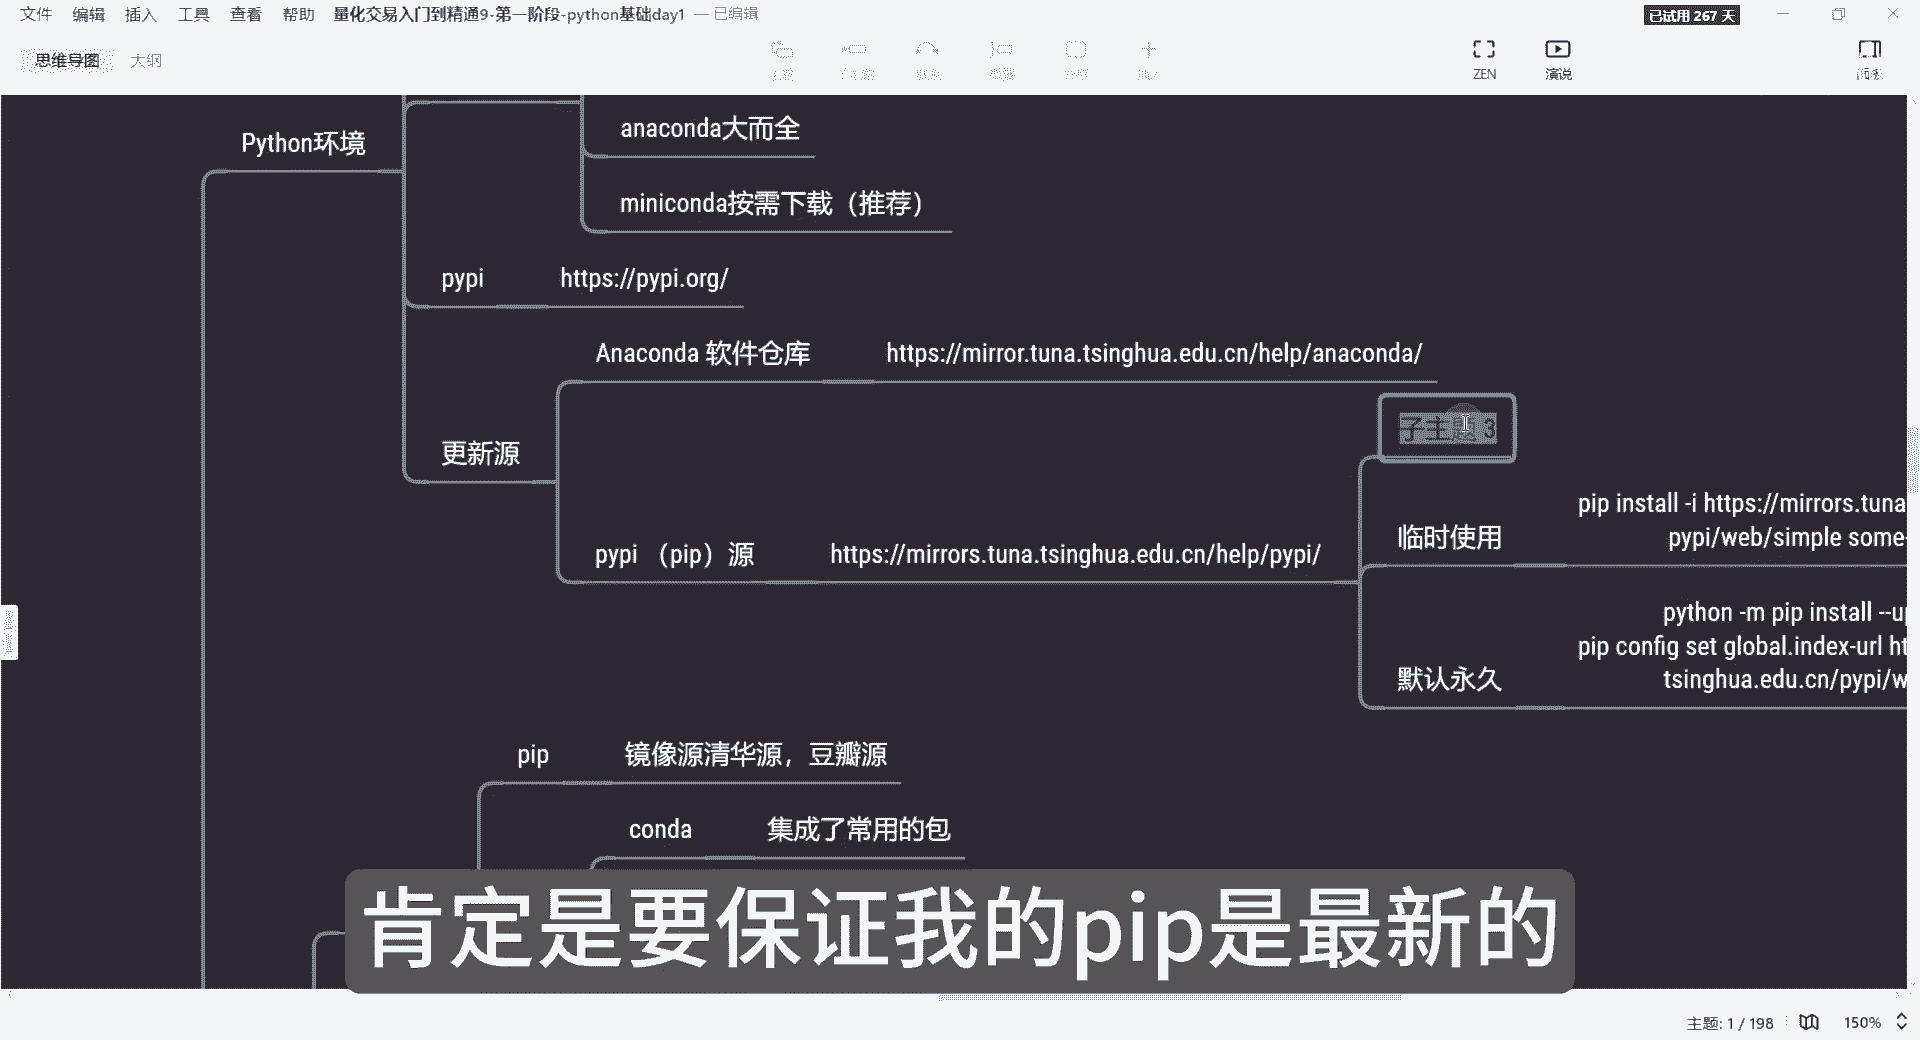 文件 编辑 插入 工具 查看 帮助 量化交易入门到精通9-第一阶段-python基础day1 — 已编辑
已试用 267 天
思维导图 大纲
ZEN 演说
Python环境
anaconda大而全
miniconda按需下载（推荐）
pypi https://pypi.org/
Anaconda 软件仓库 https://mirror.tuna.tsinghua.edu.cn/help/anaconda/
子主题 3
更新源
pip install -i https://mirrors.tuna
临时使用 pypi/web/simple some-
pypi （pip）源 https://mirrors.tuna.tsinghua.edu.cn/help/pypi/
python -m pip install --up
pip config set global.index-url ht
默认永久 tsinghua.edu.cn/pypi/w
pip 镜像源清华源，豆瓣源
conda 集成了常用的包
肯定是要保证我的pip是最新的
主题: 1 / 198 150%